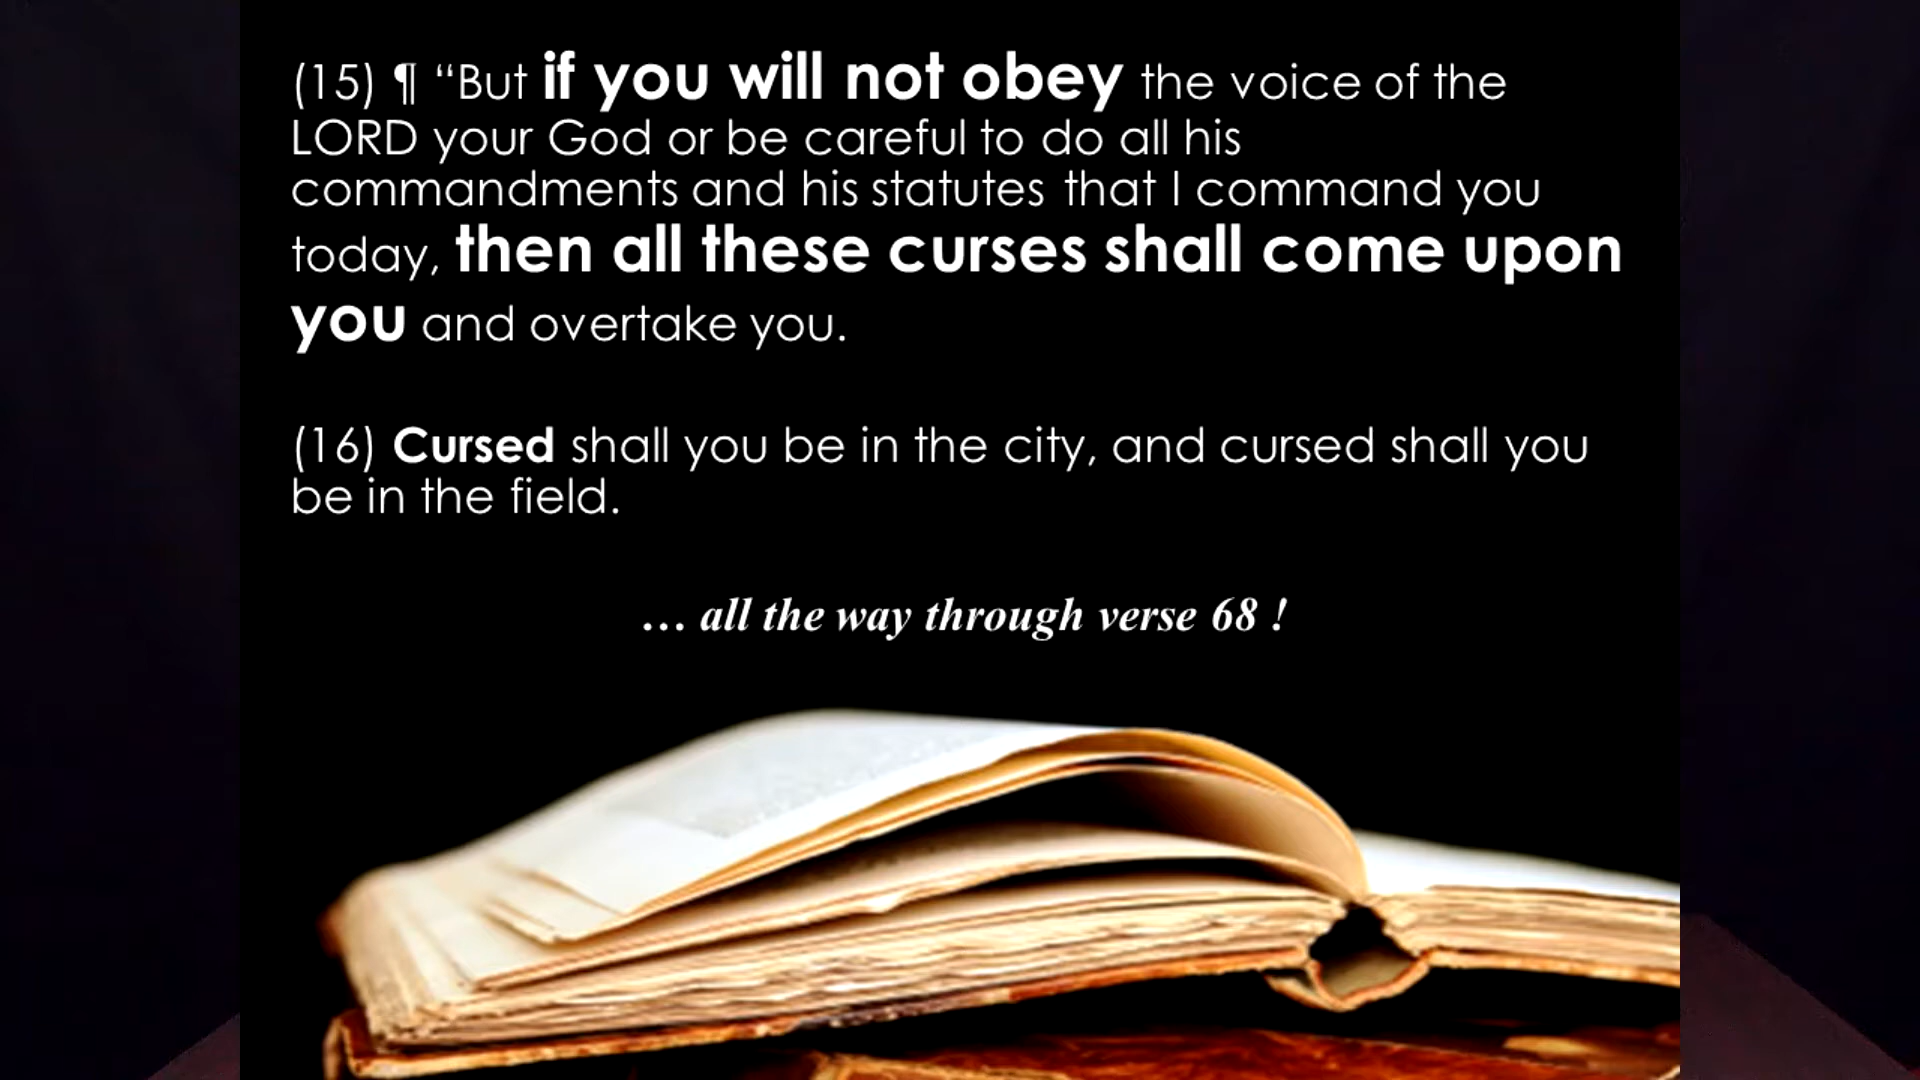 (15) ¶ “But if you will not obey the voice of the
LORD your God or be careful to do all his
commandments and his statutes that I command you
today, then all these curses shall come upon
you and overtake you.
(16) Cursed shall you be in the city, and cursed shall you
be in the field.
… all the way through verse 68 !